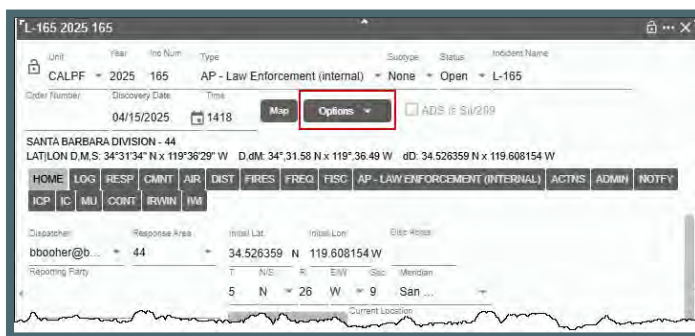 L-165 2025 165
Unit Year Inc Num Type Subtype Status Incident Name
CALPF 2025 165 AP - Law Enforcement (internal) None Open L-165
Order Number Discovery Date Time
04/15/2025 1418 Map Options ADS = Sit/209
SANTA BARBARA DIVISION - 44
LAT|LON D,M,S: 34°31'34" N x 119°36'29" W D,dM: 34°,31.58 N x 119°,36.49 W dD: 34.526359 N x 119.608154 W
HOME LOG RESP CMNT AIR DIST FIRES FREQ FISC AP - LAW ENFORCEMENT (INTERNAL) ACTNS ADMIN NOTFY
ICP IC MU CONT IRWIN IWI
Dispatcher Response Area Initial Lat Initial Lon Disc Acres
bbooher@b... 44 34.526359 N 119.608154 W
Reporting Party T N/S R E/W Sec Meridian
5 N 26 W 9 San ...
Current Location